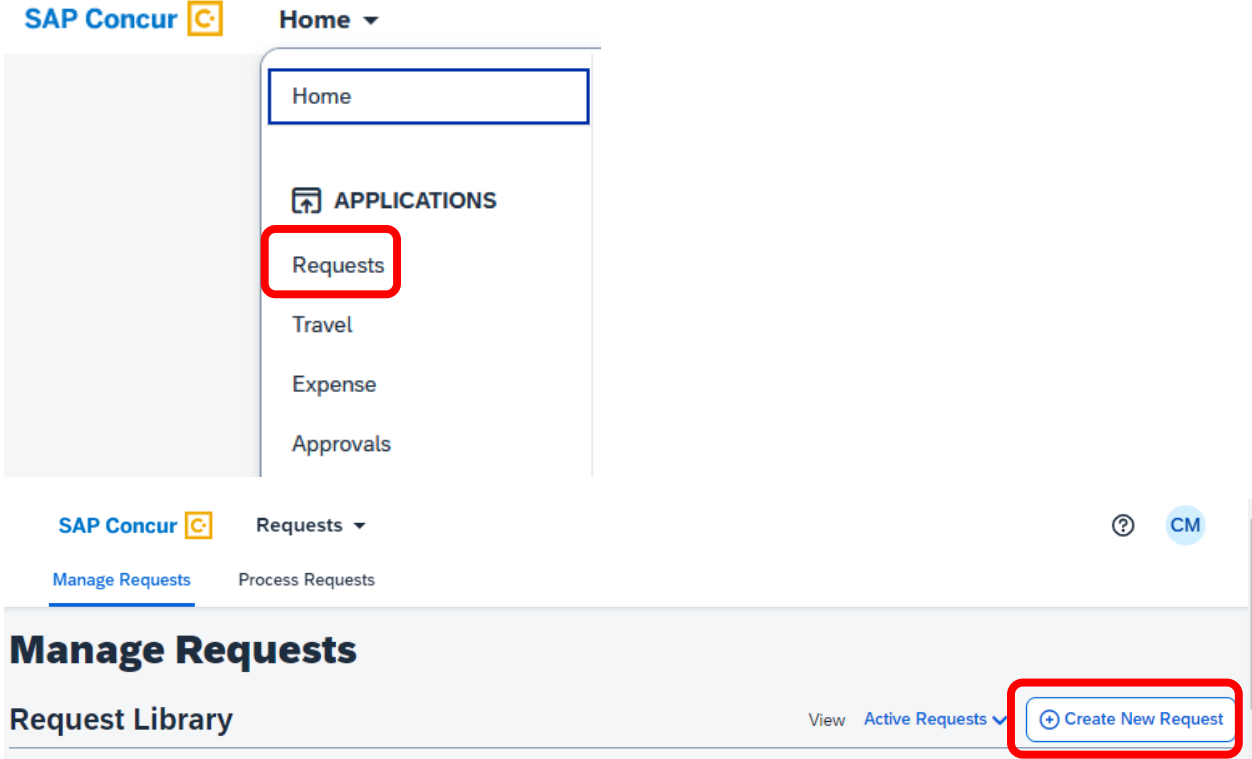 SAP Concur C Home
Home
APPLICATIONS
Requests
Travel
Expense
Approvals
SAP Concur C Requests ? CM
Manage Requests Process Requests
Manage Requests
Request Library View Active Requests Create New Request